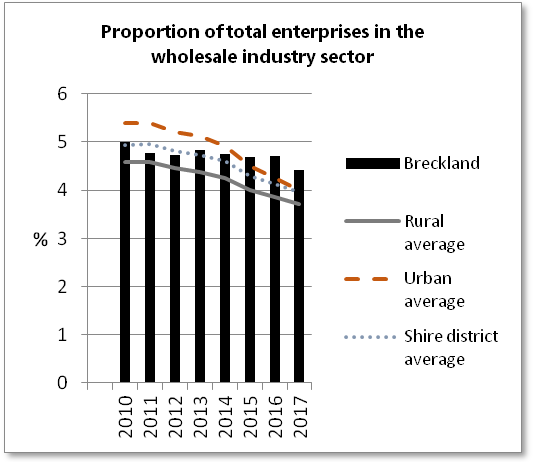 Proportion of total enterprises in the
wholesale industry sector
6
5
4
3
2
1
0
%
2010
2011
2012
2013
2014
2015
2016
2017
Breckland
Rural
average
Urban
average
Shire district
average